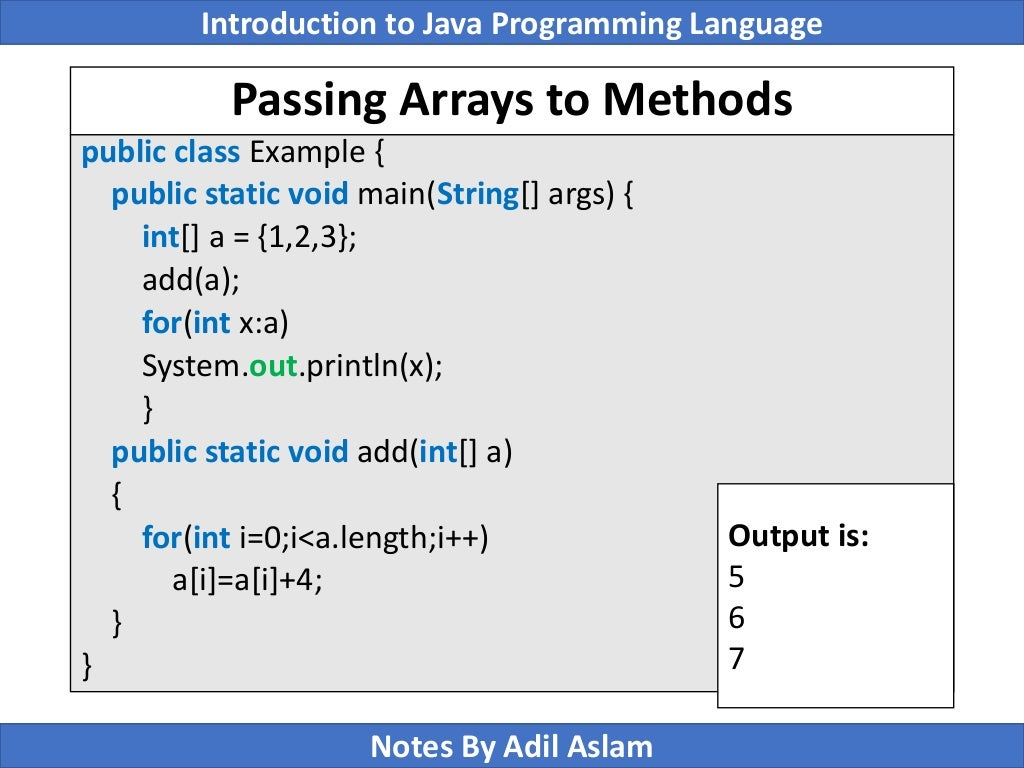 Introduction to Java Programming Language
Passing Arrays to Methods
public class Example {
public static void main(String[] args) {
int[] a = {1,2,3};
add(a);
for(int x:a)
System.out.println(x);
}
public static void add(int[] a)
{
for(int i=0;i<a.length;i++)
a[i]=a[i]+4;
}
}
Output is:
5
6
7
Notes By Adil Aslam